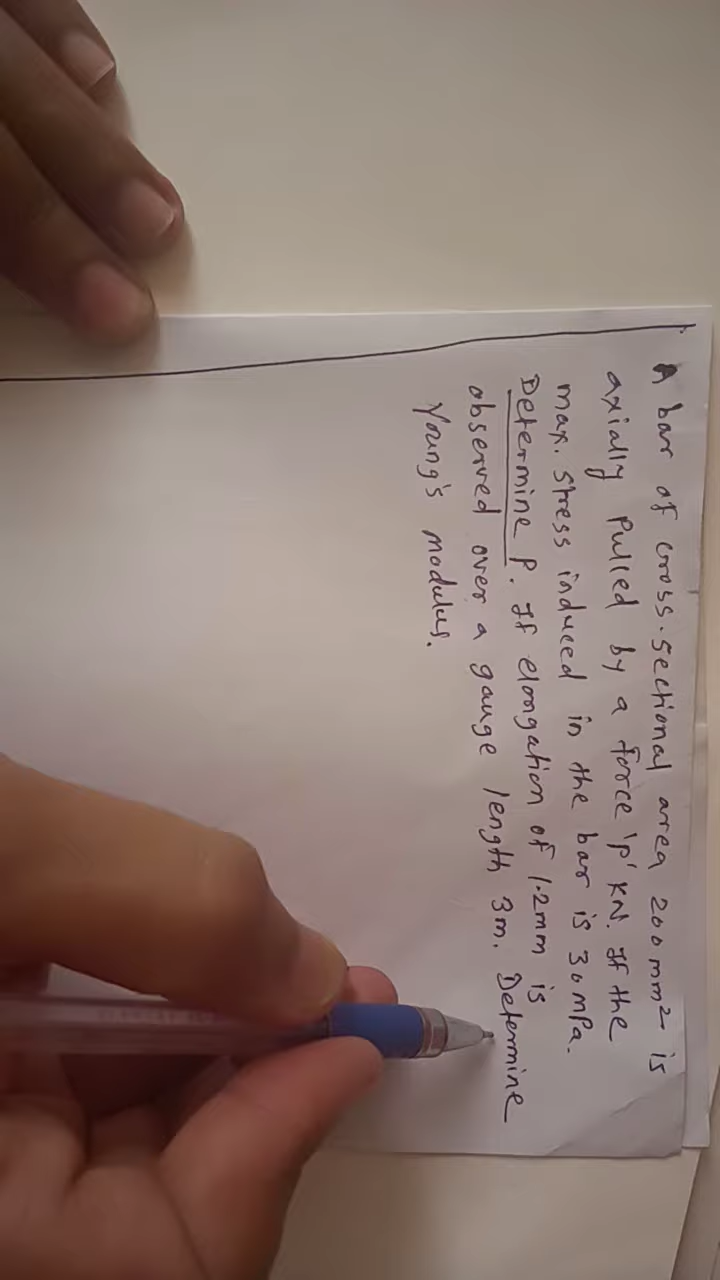 A bar of cross.sectional area 200 mm² is
axially pulled by a force 'p' KN. If the
max. stress induced in the bar is 30 mPa.
Determine P. If elongation of 1.2mm is
observed over a gauge length 3m. Determine
Young's modulus.